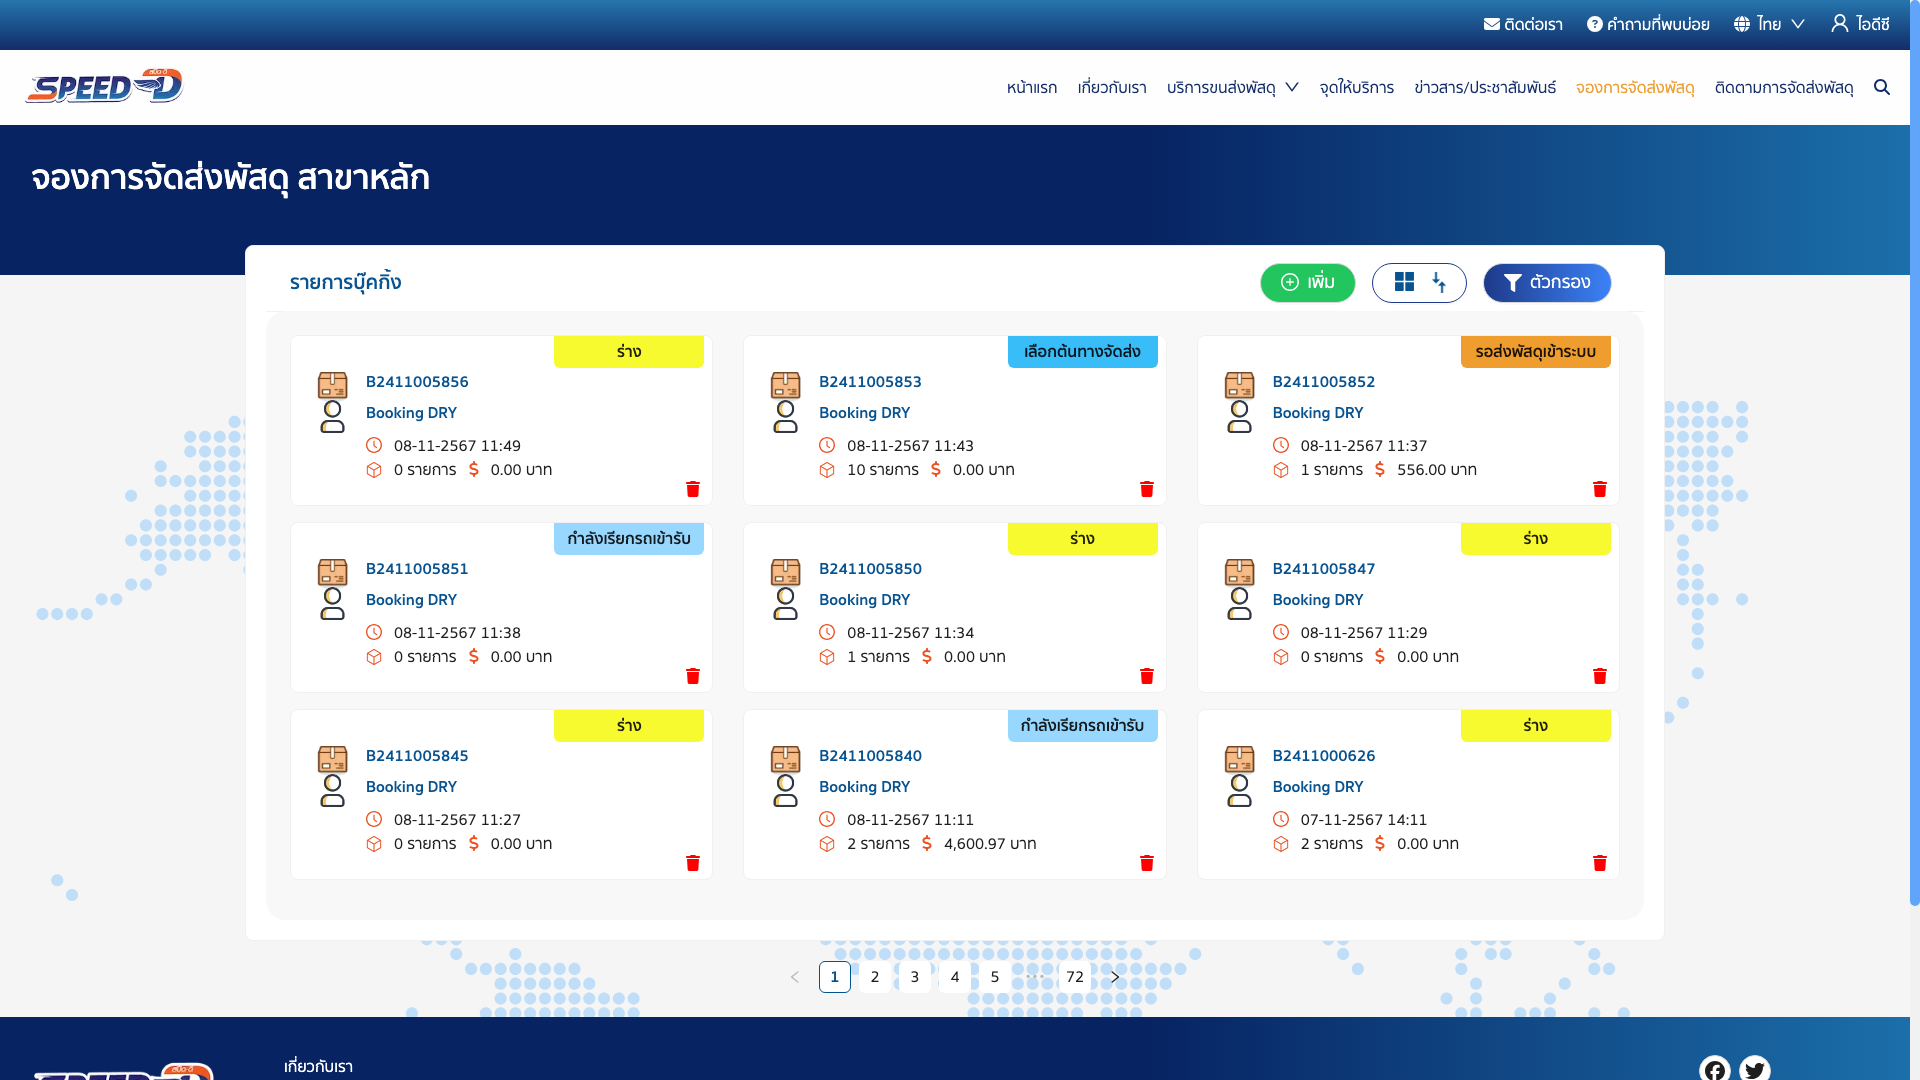 ติดต่อเรา คำถามที่พบบ่อย ไทย ไอดีซี
SPEED-D สปีด-ดี
หน้าแรก เกี่ยวกับเรา บริการขนส่งพัสดุ จุดให้บริการ ข่าวสาร/ประชาสัมพันธ์ จองการจัดส่งพัสดุ ติดตามการจัดส่งพัสดุ
จองการจัดส่งพัสดุ สาขาหลัก
รายการบุ๊คกิ้ง เพิ่ม ตัวกรอง
ร่าง
B2411005856
Booking DRY
08-11-2567 11:49
0 รายการ $ 0.00 บาท
เลือกต้นทางจัดส่ง
B2411005853
Booking DRY
08-11-2567 11:43
10 รายการ $ 0.00 บาท
รอส่งพัสดุเข้าระบบ
B2411005852
Booking DRY
08-11-2567 11:37
1 รายการ $ 556.00 บาท
กำลังเรียกรถเข้ารับ
B2411005851
Booking DRY
08-11-2567 11:38
0 รายการ $ 0.00 บาท
ร่าง
B2411005850
Booking DRY
08-11-2567 11:34
1 รายการ $ 0.00 บาท
ร่าง
B2411005847
Booking DRY
08-11-2567 11:29
0 รายการ $ 0.00 บาท
ร่าง
B2411005845
Booking DRY
08-11-2567 11:27
0 รายการ $ 0.00 บาท
กำลังเรียกรถเข้ารับ
B2411005840
Booking DRY
08-11-2567 11:11
2 รายการ $ 4,600.97 บาท
ร่าง
B2411000626
Booking DRY
07-11-2567 14:11
2 รายการ $ 0.00 บาท
1 2 3 4 5 ••• 72
เกี่ยวกับเรา